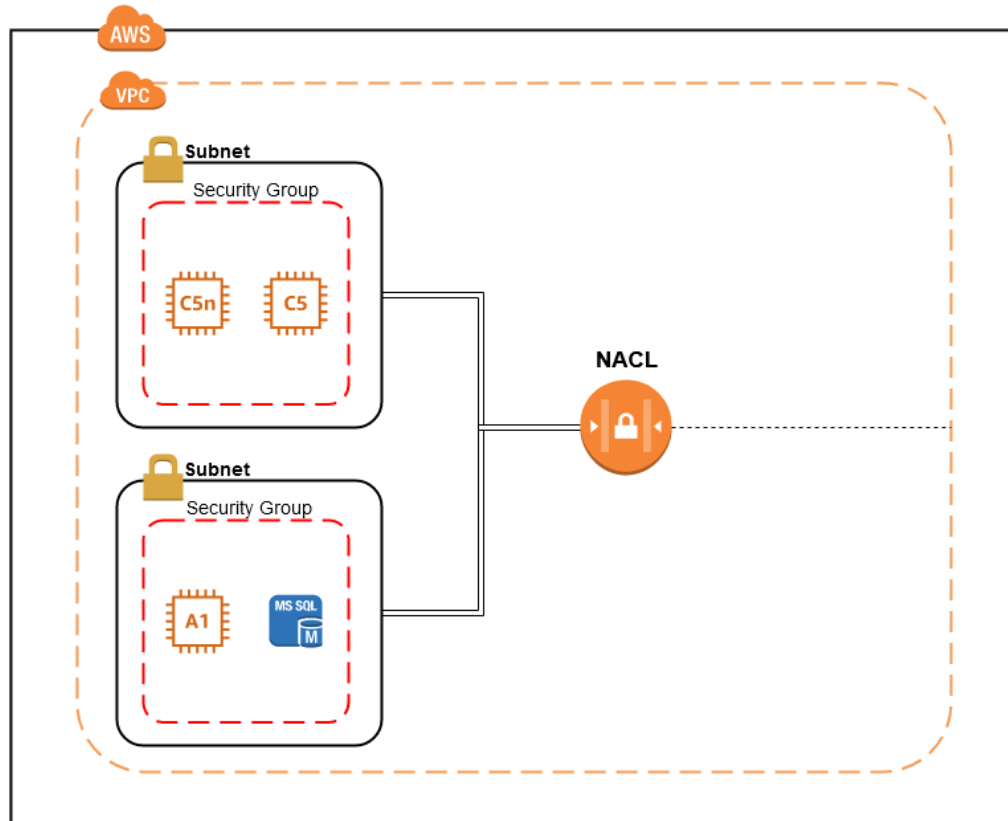 AWS
VPC
Subnet
Security Group
C5n
C5
NACL
Subnet
Security Group
A1
MS SQL
M